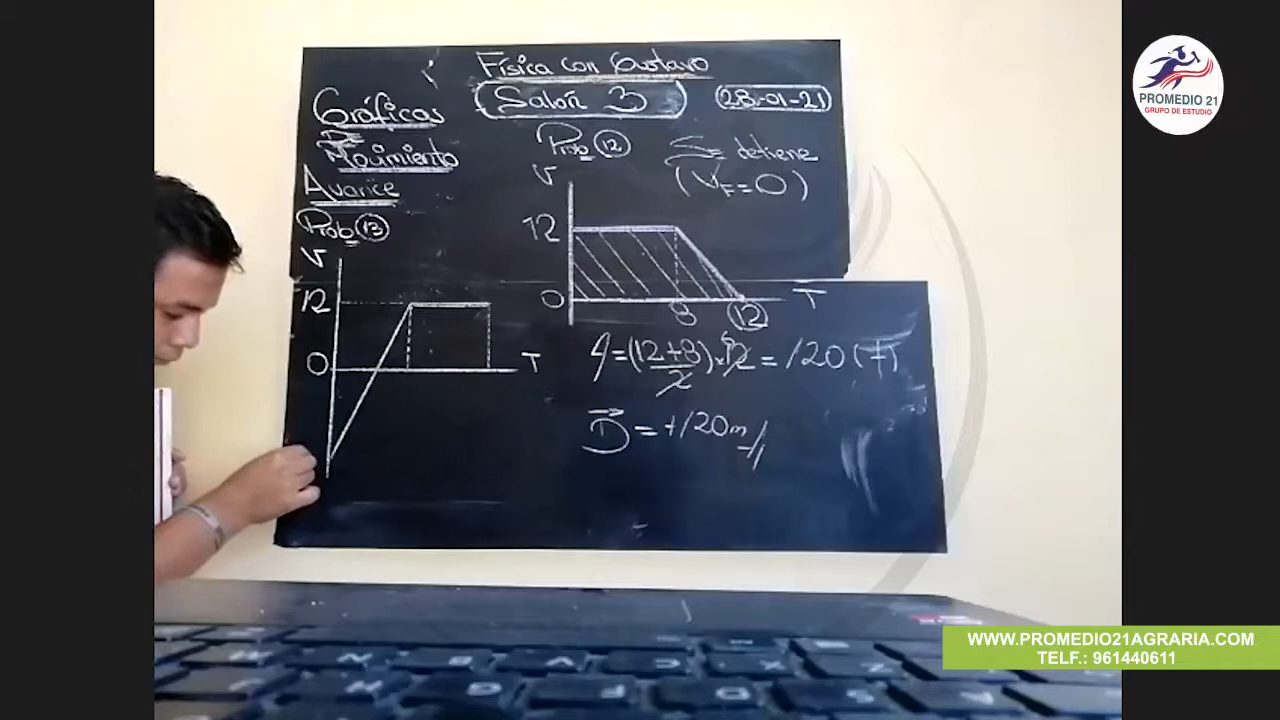 Física con Gustavo
Salón 3
(28-01-21)
Gráficas
De
Movimiento
Avance
Prob 13
V
12
0
T
Prob 12
Se detiene
(VF = 0)
V
12
0
8
12
T
A = (12+8)/2 × 12 = 120 (+)
6
D = +120m//
PROMEDIO 21
GRUPO DE ESTUDIO
WWW.PROMEDIO21AGRARIA.COM
TELF.: 961440611